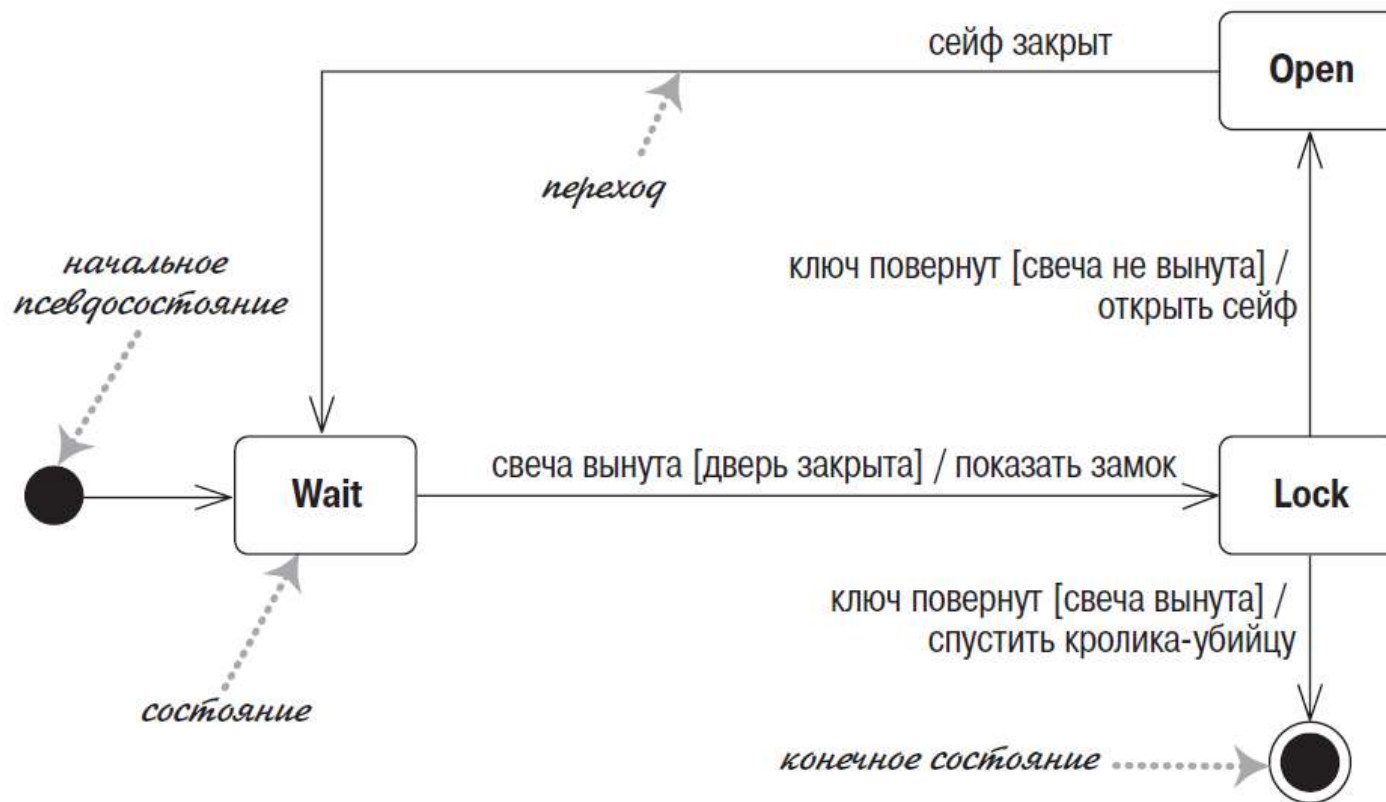 сейф закрыт
Open
переход
ключ повернут [свеча не вынута] /
открыть сейф
начальное
псевдосостояние
Wait
свеча вынута [дверь закрыта] / показать замок
Lock
ключ повернут [свеча вынута] /
спустить кролика-убийцу
состояние
конечное состояние